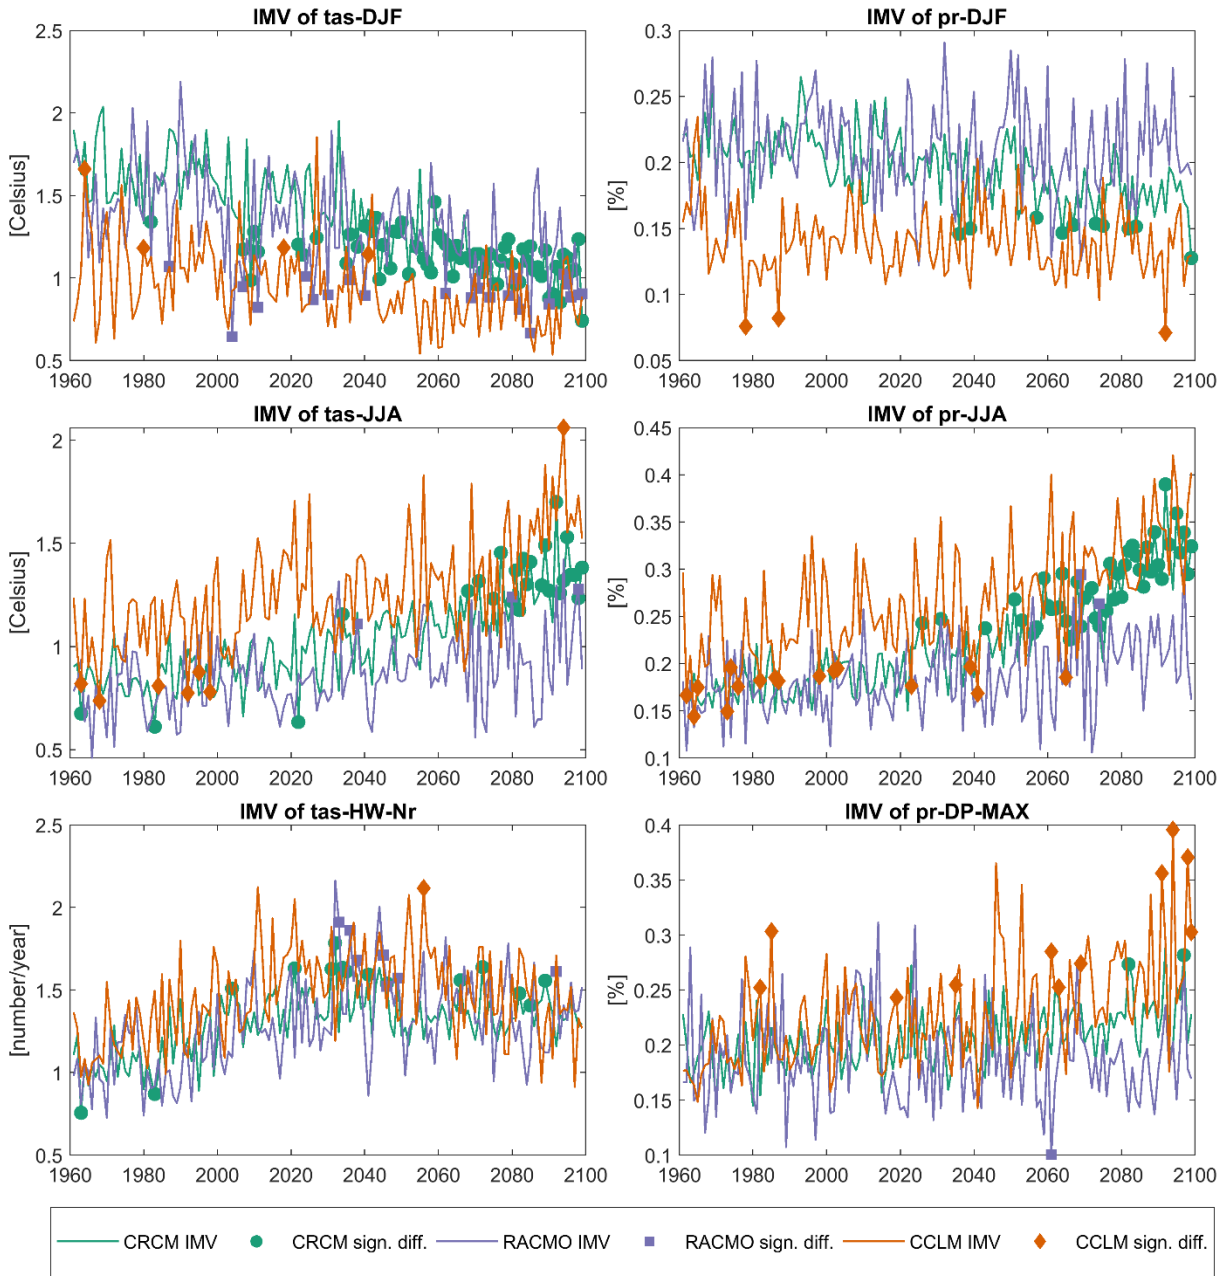 IMV of tas-DJF
[Celsius]
2.5
2
1.5
1
0.5
1960 1980 2000 2020 2040 2060 2080 2100
IMV of pr-DJF
[%]
0.3
0.25
0.2
0.15
0.1
0.05
1960 1980 2000 2020 2040 2060 2080 2100
IMV of tas-JJA
[Celsius]
2
1.5
1
0.5
1960 1980 2000 2020 2040 2060 2080 2100
IMV of pr-JJA
[%]
0.45
0.4
0.35
0.3
0.25
0.2
0.15
0.1
1960 1980 2000 2020 2040 2060 2080 2100
IMV of tas-HW-Nr
[number/year]
2.5
2
1.5
1
0.5
1960 1980 2000 2020 2040 2060 2080 2100
IMV of pr-DP-MAX
[%]
0.4
0.35
0.3
0.25
0.2
0.15
0.1
1960 1980 2000 2020 2040 2060 2080 2100
CRCM IMV CRCM sign. diff. RACMO IMV RACMO sign. diff. CCLM IMV CCLM sign. diff.